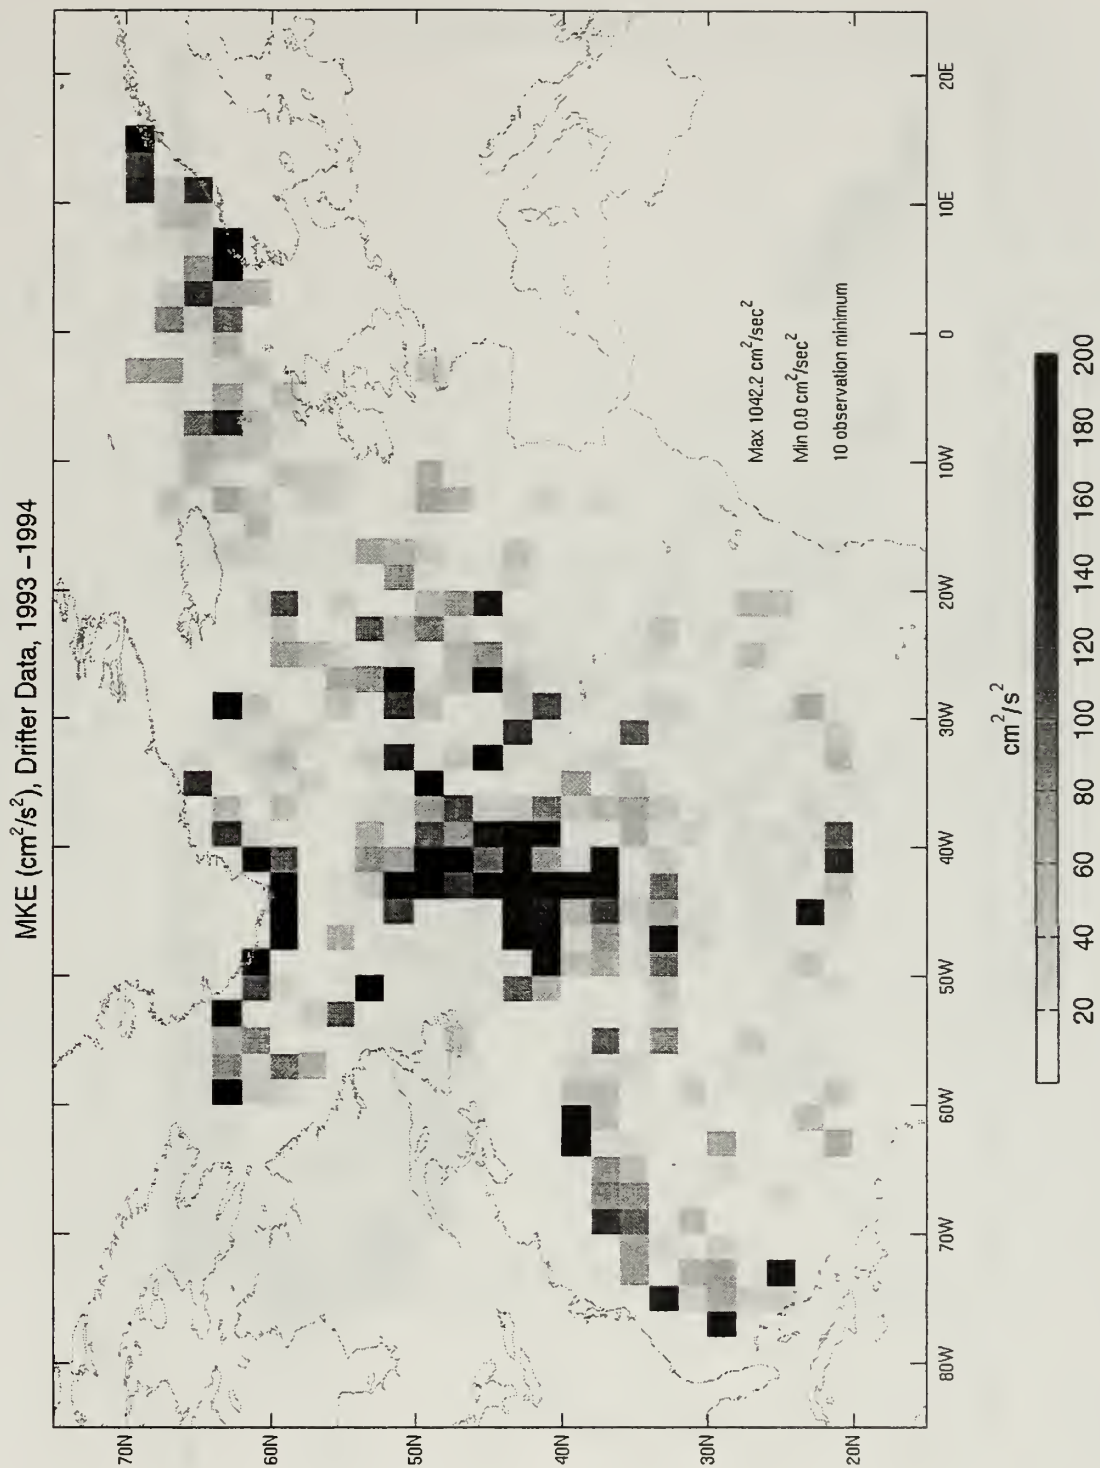 MKE (cm²/s²), Drifter Data, 1993 –1994
70N
60N
50N
40N
30N
20N
80W
70W
60W
50W
40W
30W
20W
10W
0
10E
20E
Max 1042.2 cm²/sec²
Min 0.0 cm²/sec²
10 observation minimum
cm²/s²
20
40
60
80
100
120
140
160
180
200